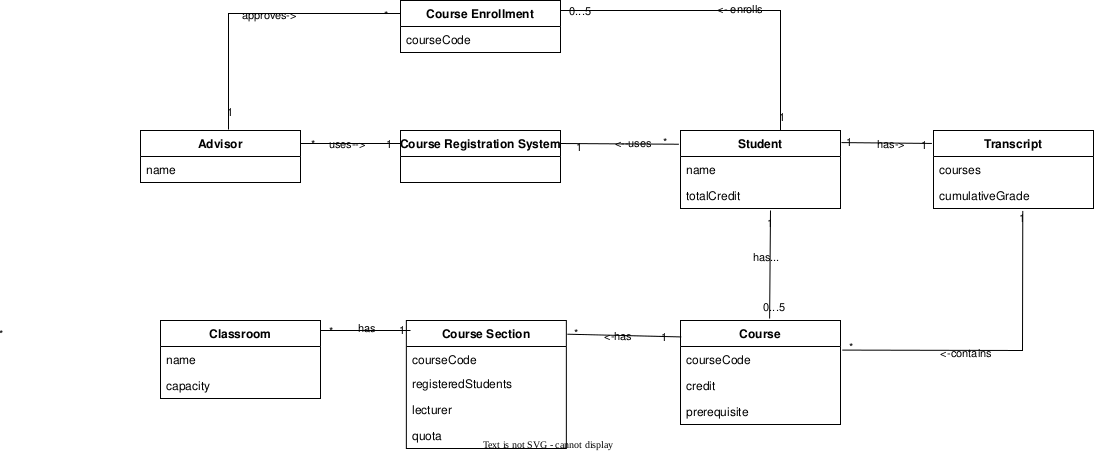 Course Enrollment
courseCode
approves->
*
0...5
<- enrolls
1
1
Advisor
name
*
uses-->
1
Course Registration System
1
<--uses
*
Student
name
totalCredit
1
has->
1
Transcript
courses
cumulativeGrade
1
has...
0...5
1
*
Classroom
name
capacity
*
has
1
Course Section
courseCode
registeredStudents
lecturer
quota
*
<-has
1
Course
courseCode
credit
prerequisite
*
<-contains
Text is not SVG - cannot display